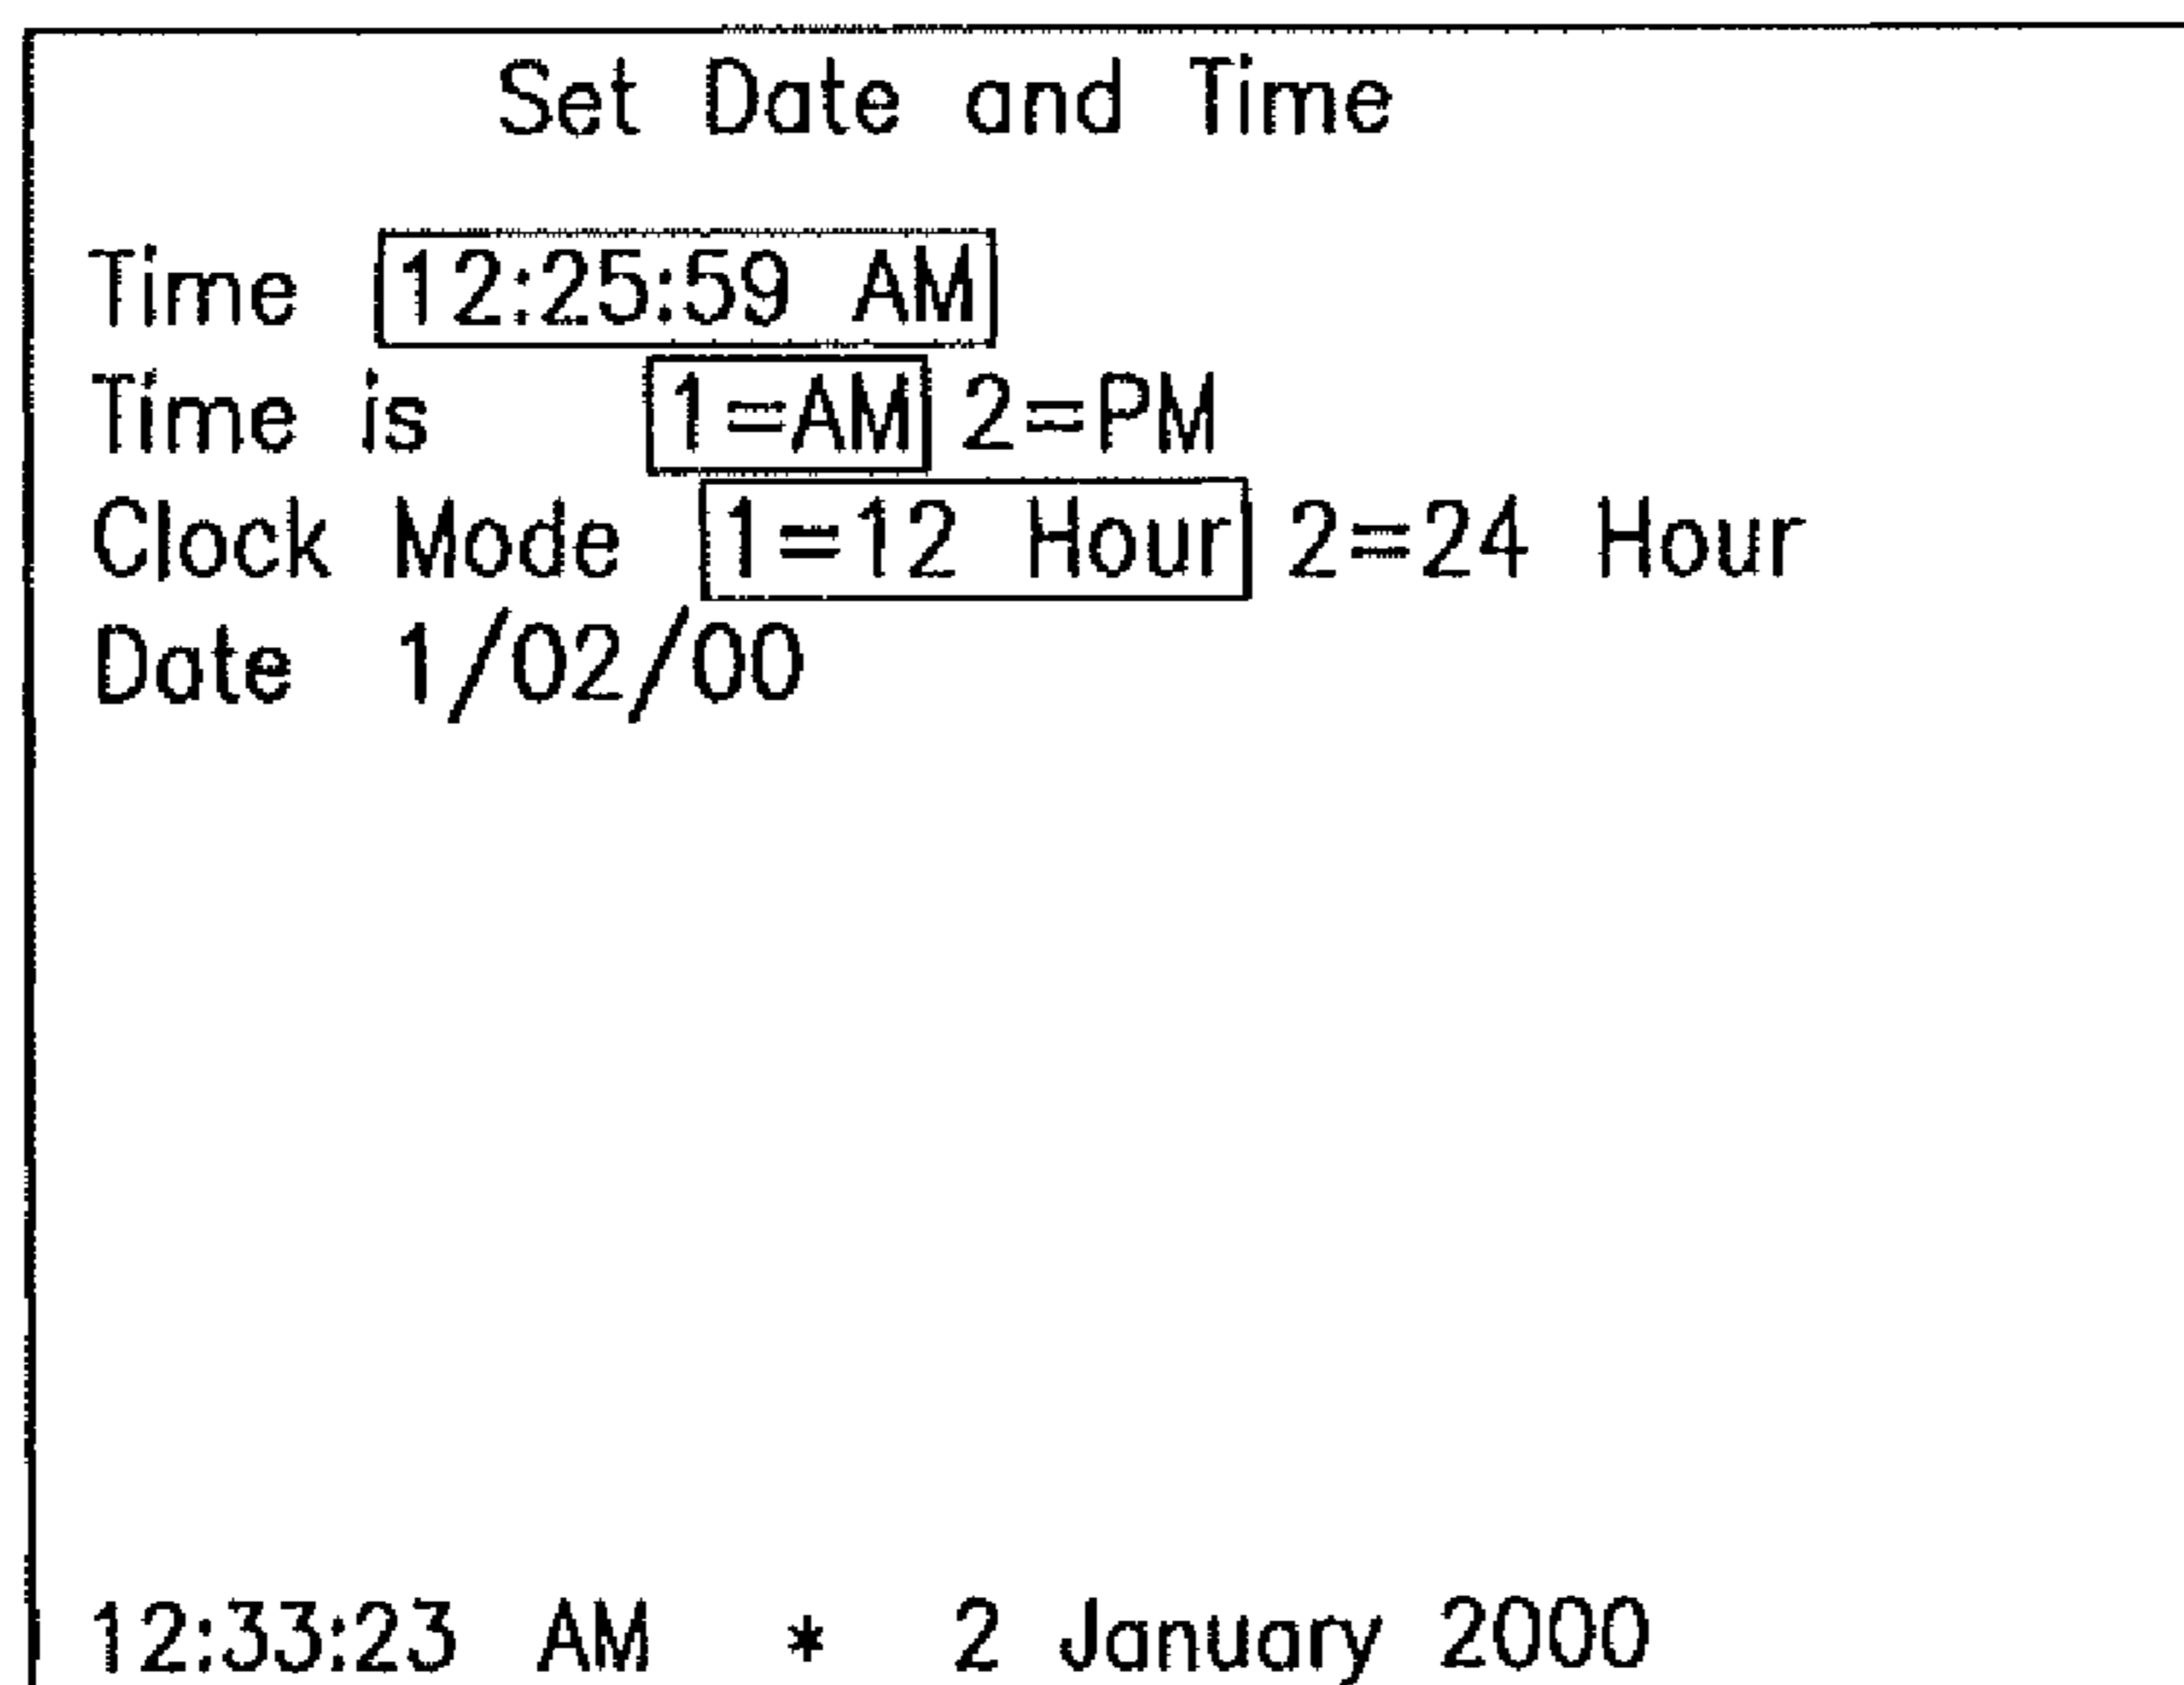 Set Date and Time
Time 12:25:59 AM
Time is 1=AM 2=PM
Clock Mode 1=12 Hour 2=24 Hour
Date 1/02/00
12:33:23 AM * 2 January 2000